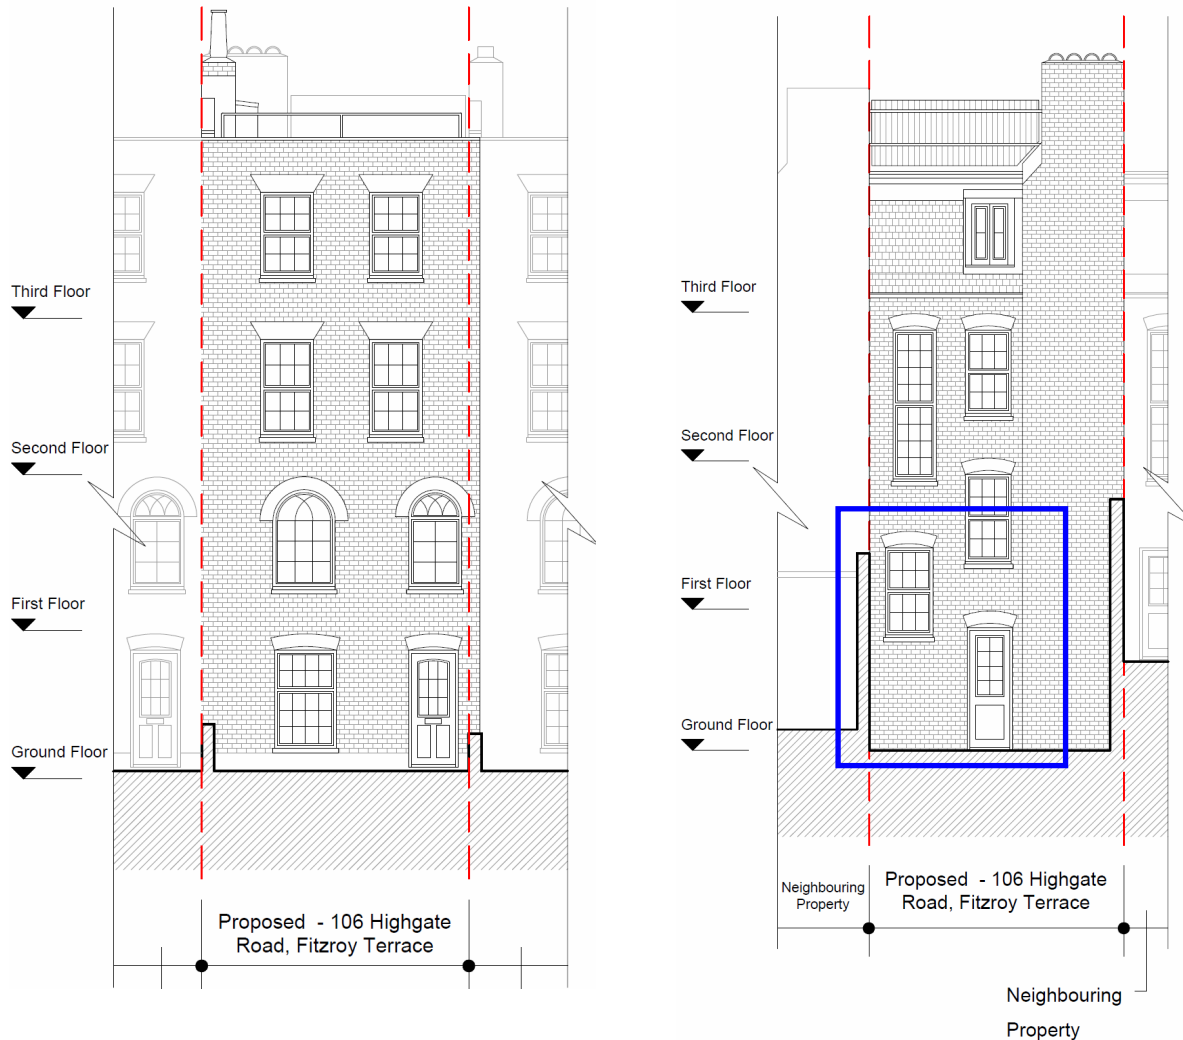 Third Floor
Second Floor
First Floor
Ground Floor
Proposed - 106 Highgate
Road, Fitzroy Terrace
Third Floor
Second Floor
First Floor
Ground Floor
Neighbouring
Property
Proposed - 106 Highgate
Road, Fitzroy Terrace
Neighbouring
Property